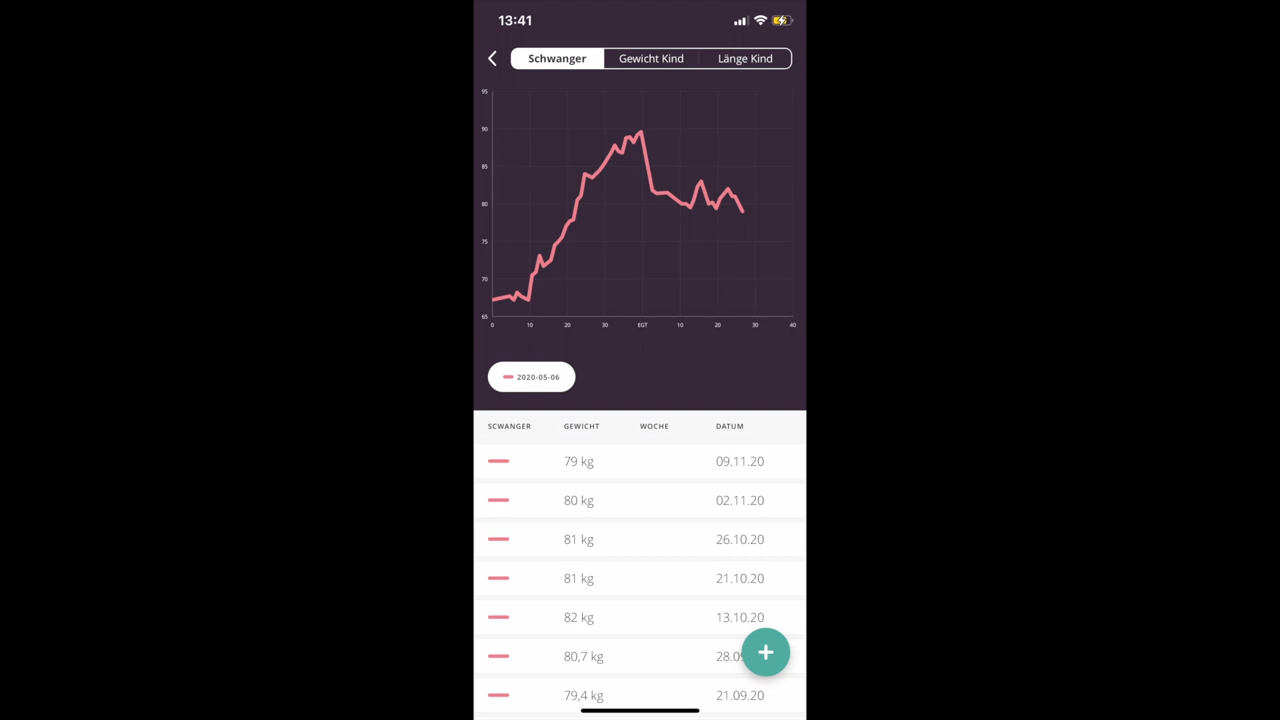 13:41
Schwanger Gewicht Kind Länge Kind
95
90
85
80
75
70
65
0 10 20 30 EGT 10 20 30 40
2020-05-06
SCWANGER GEWICHT WOCHE DATUM
79 kg 09.11.20
80 kg 02.11.20
81 kg 26.10.20
81 kg 21.10.20
82 kg 13.10.20
80,7 kg 28.09
79,4 kg 21.09.20